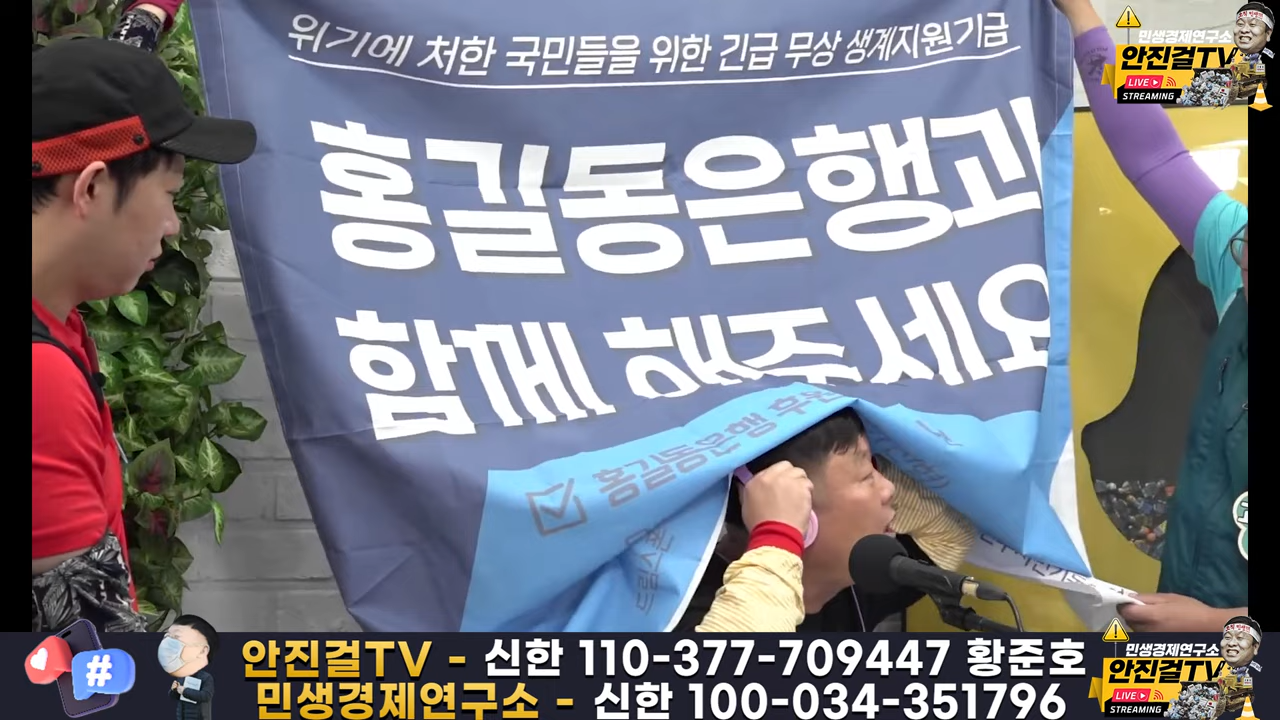 위기에 처한 국민들을 위한 긴급 무상 생계지원기금
홍길동은행과
함께 해주세요
홍길동은행 후원
민생경제연구소
안진걸TV
LIVE
STREAMING
안진걸TV - 신한 110-377-709447 황준호
민생경제연구소 - 신한 100-034-351796
#
민생경제연구소
안진걸TV
LIVE
STREAMING